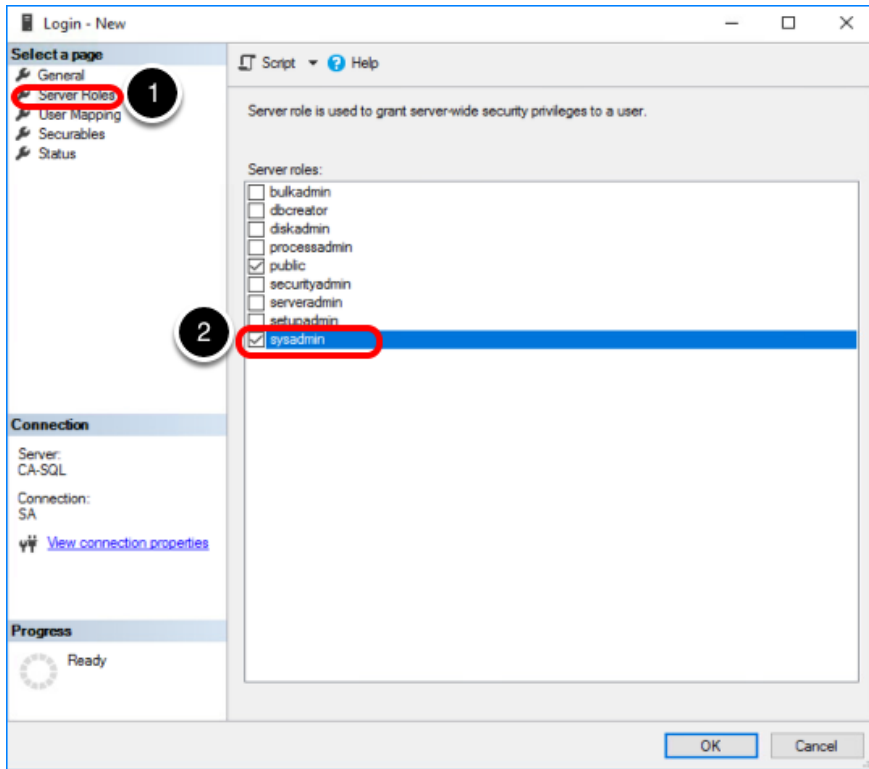 Login - New
Select a page
General
Server Roles
User Mapping
Securables
Status
1
Script
Help
Server role is used to grant server-wide security privileges to a user.
Server roles:
bulkadmin
dbcreator
diskadmin
processadmin
public
securityadmin
serveradmin
setupadmin
sysadmin
2
Connection
Server:
CA-SQL
Connection:
SA
View connection properties
Progress
Ready
OK
Cancel